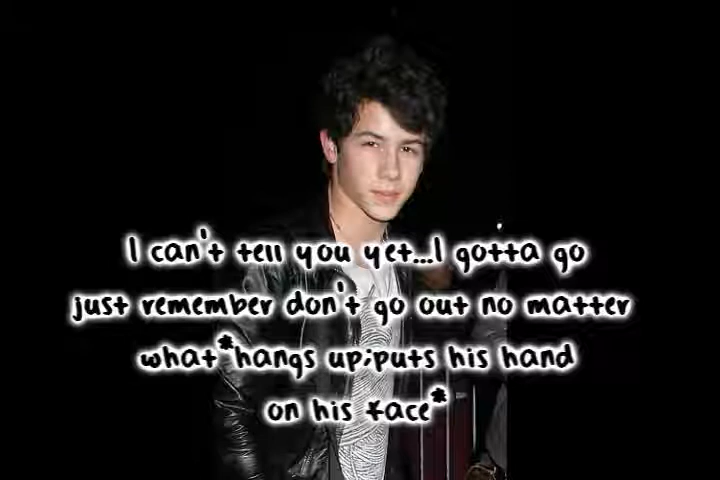 I can't tell you yet...I gotta go
just remember don't go out no matter
what*hangs up;puts his hand
on his face*